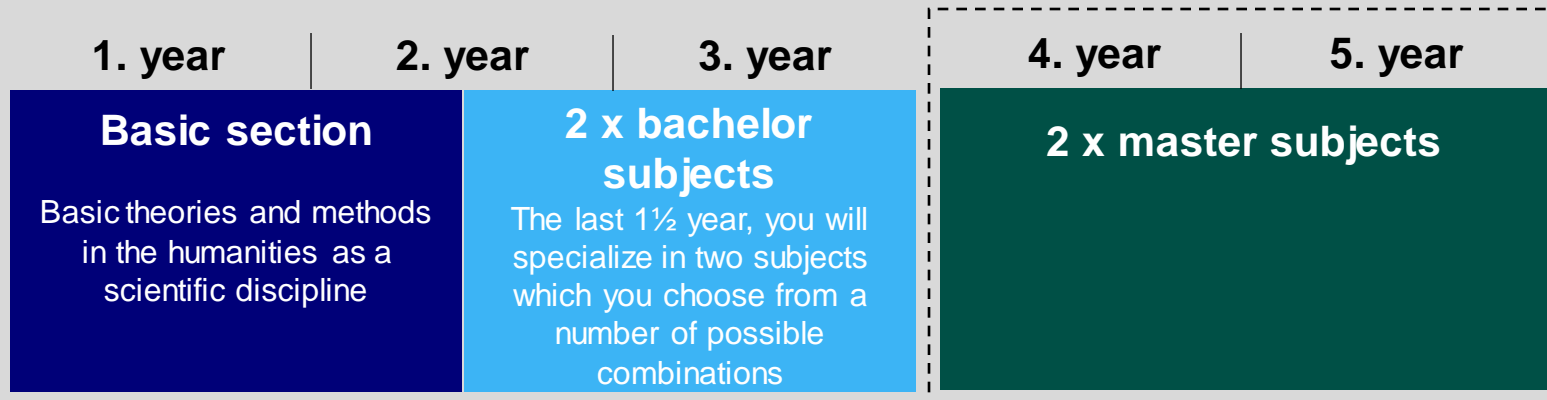 1. year 2. year 3. year 4. year 5. year
Basic section
Basic theories and methods
in the humanities as a
scientific discipline
2 x bachelor
subjects
The last 1½ year, you will
specialize in two subjects
which you choose from a
number of possible
combinations
2 x master subjects